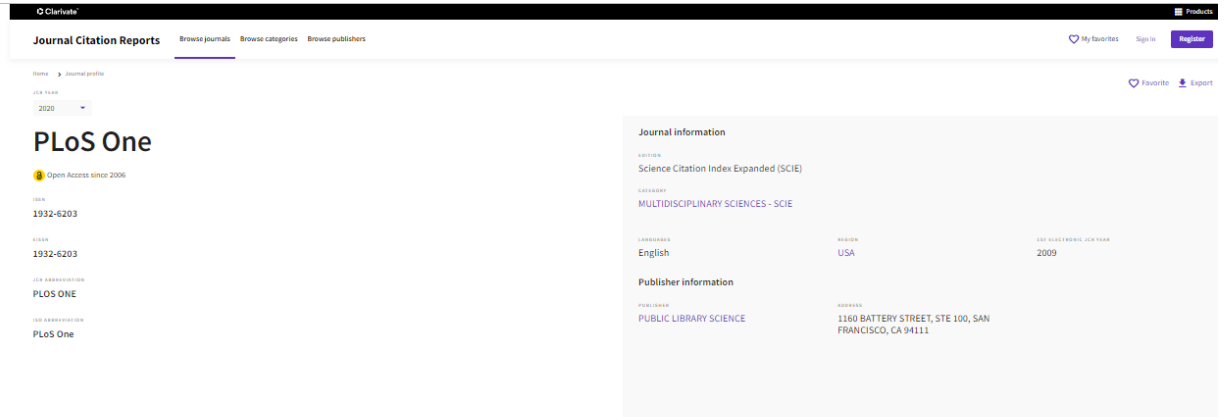 Clarivate™
Products
Journal Citation Reports
Browse journals
Browse categories
Browse publishers
My favorites
Sign In
Register
Home > Journal profile
Favorite
Export
JCR YEAR
2020
PLoS One
Open Access since 2006
ISSN
1932-6203
EISSN
1932-6203
JCR ABBREVIATION
PLOS ONE
ISO ABBREVIATION
PLoS One
Journal information
EDITION
Science Citation Index Expanded (SCIE)
CATEGORY
MULTIDISCIPLINARY SCIENCES - SCIE
LANGUAGES
English
REGION
USA
1ST ELECTRONIC JCR YEAR
2009
Publisher information
PUBLISHER
PUBLIC LIBRARY SCIENCE
ADDRESS
1160 BATTERY STREET, STE 100, SAN
FRANCISCO, CA 94111